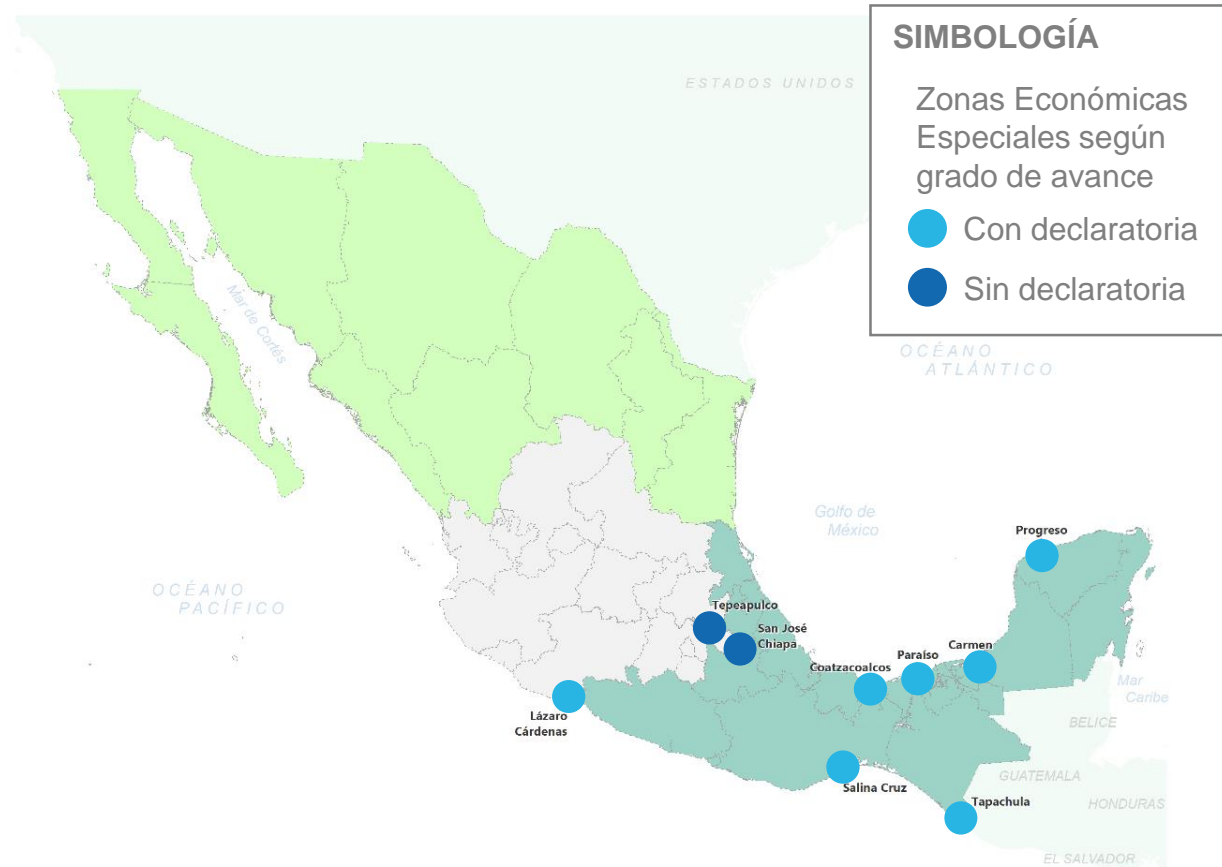 SIMBOLOGÍA
Zonas Económicas
Especiales según
grado de avance
Con declaratoria
Sin declaratoria
ESTADOS UNIDOS
Mar de Cortés
OCÉANO
ATLÁNTICO
Golfo de
México
Progreso
OCÉANO
PACÍFICO
Tepeapulco
San José
Chiapa
Coatzacoalcos
Paraíso
Carmen
Mar
Caribe
Lázaro
Cárdenas
BELICE
Salina Cruz
GUATEMALA
Tapachula
HONDURAS
EL SALVADOR